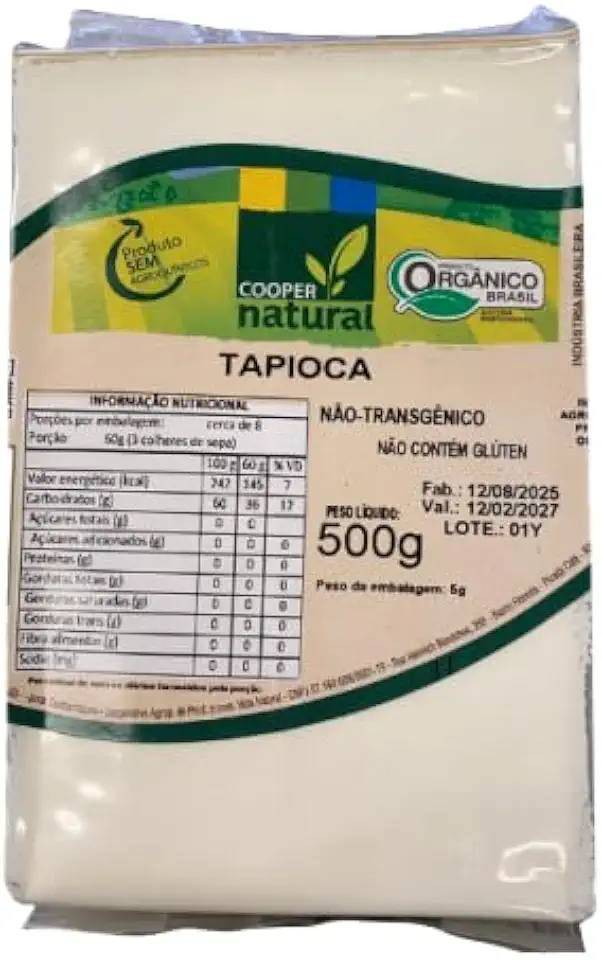 Produto
SEM
AGROQUÍMICOS
COOPER
natural
PRODUTO
ORGÂNICO
BRASIL
INDÚSTRIA BRASILEIRA
TAPIOCA
INFORMAÇÃO NUTRICIONAL
Porções por embalagem: cerca de 8
Porção 60g (3 colheres de sopa)
100 g 60 g % VD
Valor energético (kcal) 242 145 7
Carboidratos (g) 60 36 12
Açúcares totais (g) 0 0
Açúcares adicionados (g) 0 0 0
Proteínas (g) 0 0 0
Gorduras totais (g) 0 0 0
Gorduras saturadas (g) 0 0 0
Gorduras trans (g) 0 0 0
Fibra alimentar (g) 0 0 0
Sódio (mg) 0 0 0
NÃO-TRANSGÊNICO
NÃO CONTÉM GLÚTEN
Fab.: 12/08/2025
Val.: 12/02/2027
LOTE.: 01Y
PESO LÍQUIDO:
500g
Peso da embalagem: 5g